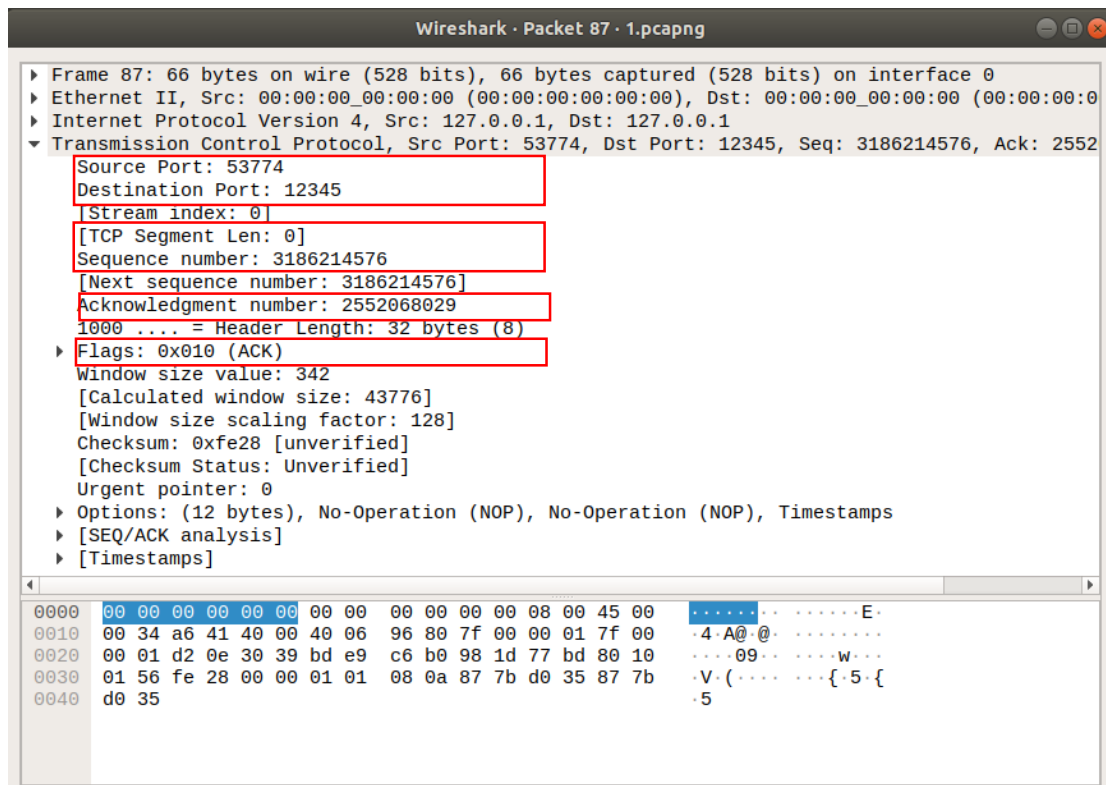 Wireshark · Packet 87 · 1.pcapng
Frame 87: 66 bytes on wire (528 bits), 66 bytes captured (528 bits) on interface 0
Ethernet II, Src: 00:00:00_00:00:00 (00:00:00:00:00:00), Dst: 00:00:00_00:00:00 (00:00:00:0
Internet Protocol Version 4, Src: 127.0.0.1, Dst: 127.0.0.1
Transmission Control Protocol, Src Port: 53774, Dst Port: 12345, Seq: 3186214576, Ack: 2552
Source Port: 53774
Destination Port: 12345
[Stream index: 0]
[TCP Segment Len: 0]
Sequence number: 3186214576
[Next sequence number: 3186214576]
Acknowledgment number: 2552068029
1000 .... = Header Length: 32 bytes (8)
Flags: 0x010 (ACK)
Window size value: 342
[Calculated window size: 43776]
[Window size scaling factor: 128]
Checksum: 0xfe28 [unverified]
[Checksum Status: Unverified]
Urgent pointer: 0
Options: (12 bytes), No-Operation (NOP), No-Operation (NOP), Timestamps
[SEQ/ACK analysis]
[Timestamps]
0000 00 00 00 00 00 00 00 00 00 00 00 00 08 00 45 00 ········ ······E·
0010 00 34 a6 41 40 00 40 06 96 80 7f 00 00 01 7f 00 ·4·A@·@· ········
0020 00 01 d2 0e 30 39 bd e9 c6 b0 98 1d 77 bd 80 10 ····09·· ····w···
0030 01 56 fe 28 00 00 01 01 08 0a 87 7b d0 35 87 7b ·V·(···· ···{·5·{
0040 d0 35 ·5